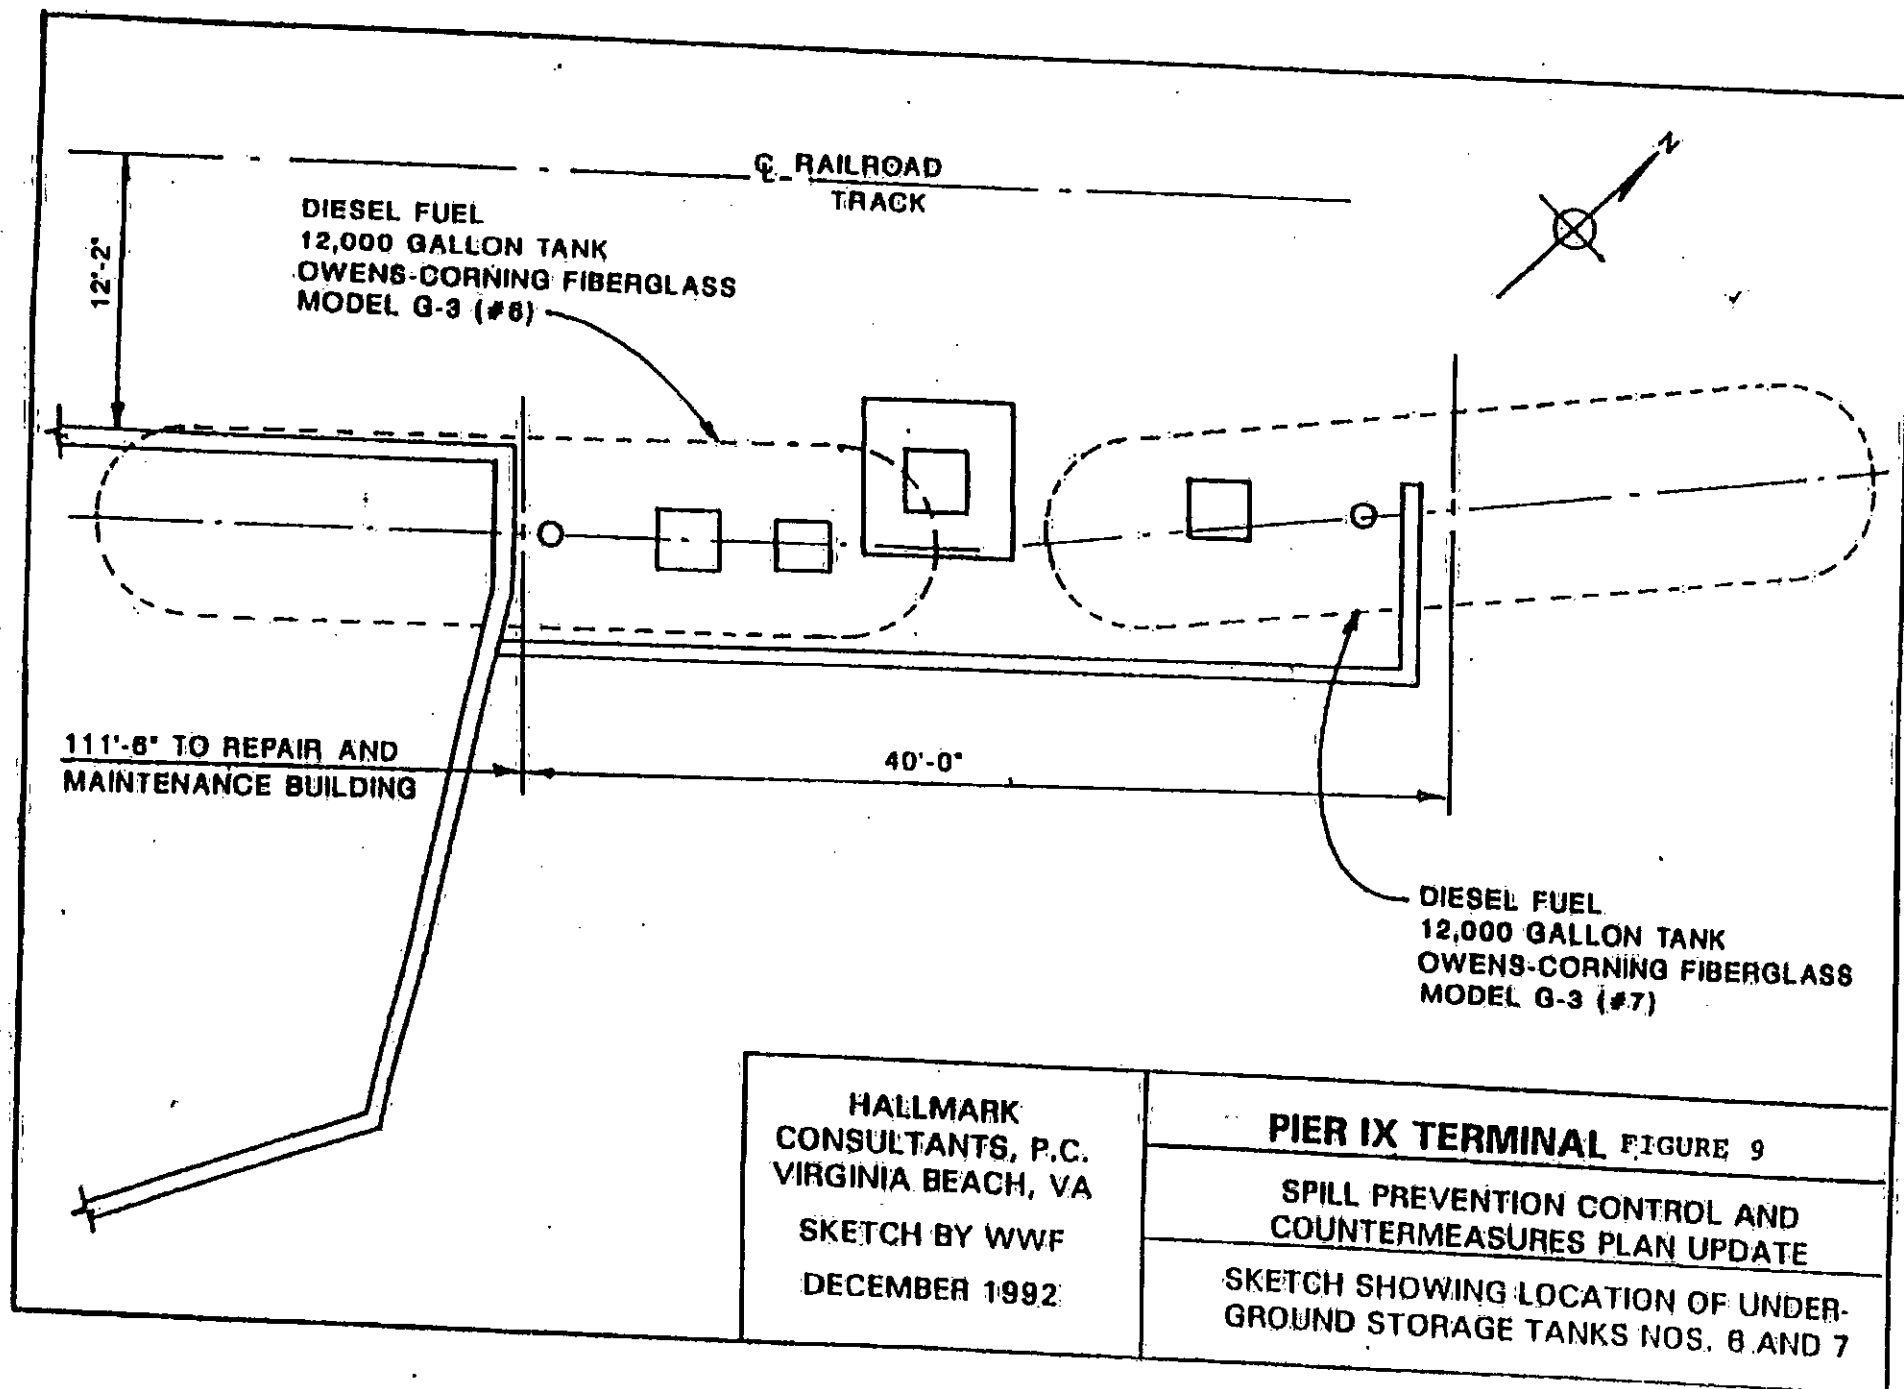 ℄ RAILROAD
TRACK
N
12'-2"
DIESEL FUEL
12,000 GALLON TANK
OWENS-CORNING FIBERGLASS
MODEL G-3 (#6)
111'-6" TO REPAIR AND
MAINTENANCE BUILDING
40'-0"
DIESEL FUEL
12,000 GALLON TANK
OWENS-CORNING FIBERGLASS
MODEL G-3 (#7)
HALLMARK
CONSULTANTS, P.C.
VIRGINIA BEACH, VA
SKETCH BY WWF
DECEMBER 1992
PIER IX TERMINAL FIGURE 9
SPILL PREVENTION CONTROL AND
COUNTERMEASURES PLAN UPDATE
SKETCH SHOWING LOCATION OF UNDER-
GROUND STORAGE TANKS NOS. 6 AND 7